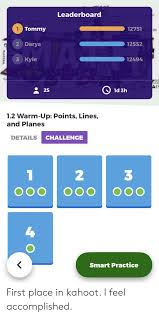 Leaderboard
1 Tommy 12751
2 Darya 12552
3 Kyle 12494
25 1d 3h
1.2 Warm-Up: Points, Lines,
and Planes
DETAILS CHALLENGE
1 2 3
4
Smart Practice
First place in kahoot. I feel
accomplished.